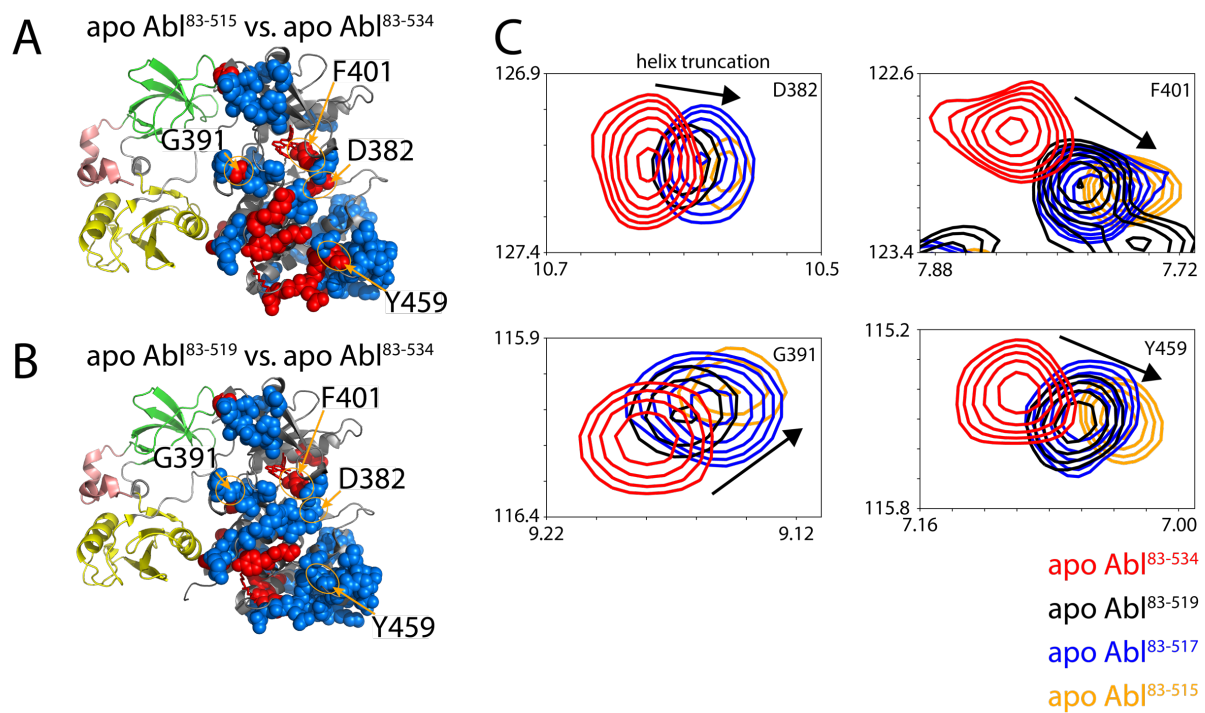 A
apo Abl83-515 vs. apo Abl83-534
F401
G391
D382
Y459
B
apo Abl83-519 vs. apo Abl83-534
F401
G391
D382
Y459
C
helix truncation
126.9
D382
127.4
10.7
10.5
122.6
F401
123.4
7.88
7.72
115.9
G391
116.4
9.22
9.12
115.2
Y459
115.8
7.16
7.00
apo Abl83-534
apo Abl83-519
apo Abl83-517
apo Abl83-515